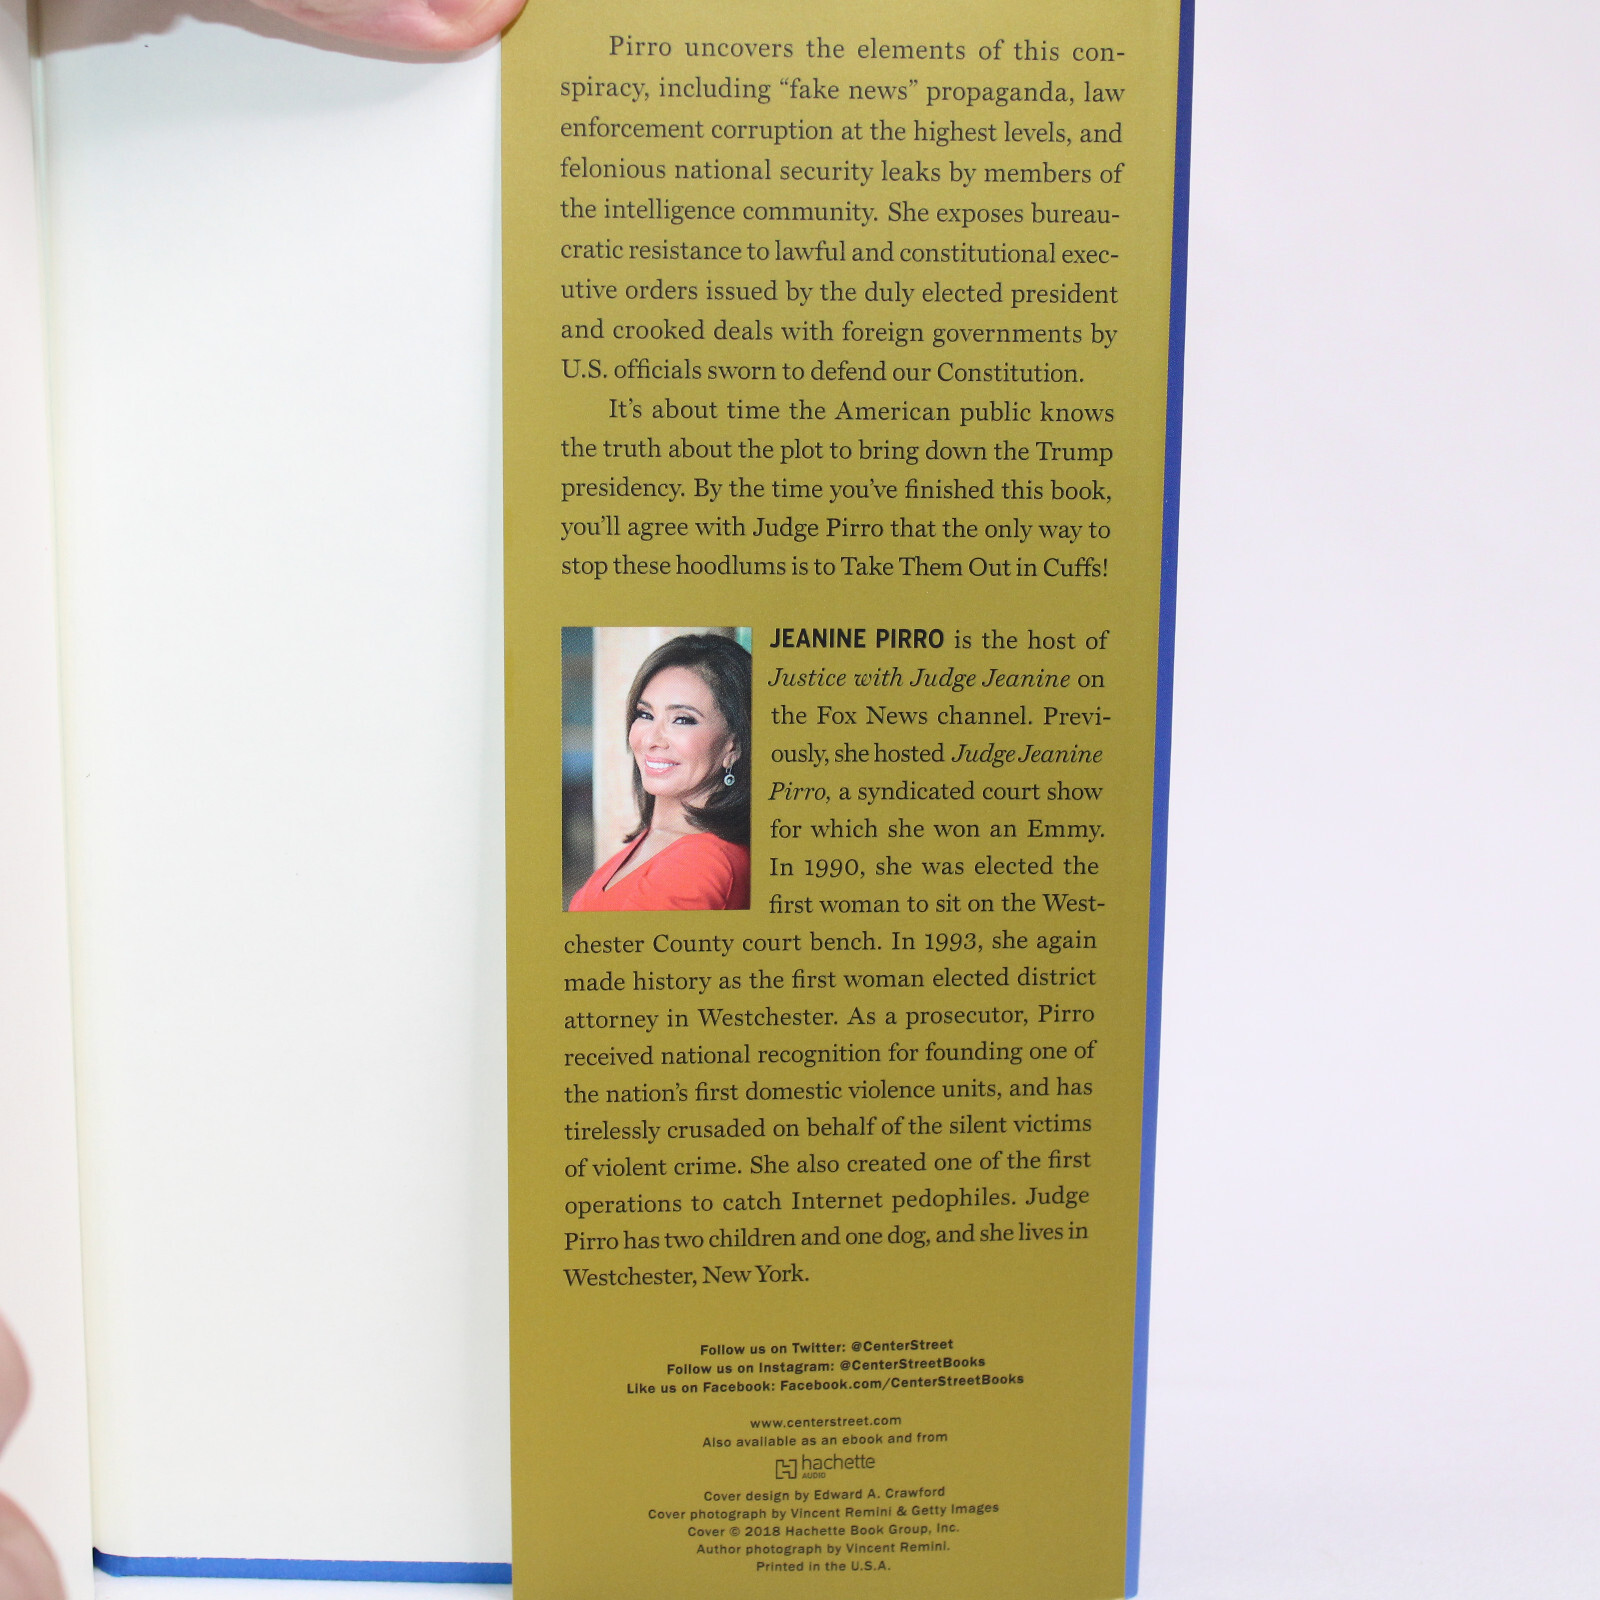 Pirro uncovers the elements of this con-
spiracy, including “fake news” propaganda, law
enforcement corruption at the highest levels, and
felonious national security leaks by members of
the intelligence community. She exposes bureau-
cratic resistance to lawful and constitutional exec-
utive orders issued by the duly elected president
and crooked deals with foreign governments by
U.S. officials sworn to defend our Constitution.
It’s about time the American public knows
the truth about the plot to bring down the Trump
presidency. By the time you’ve finished this book,
you’ll agree with Judge Pirro that the only way to
stop these hoodlums is to Take Them Out in Cuffs!
JEANINE PIRRO is the host of
Justice with Judge Jeanine on
the Fox News channel. Previ-
ously, she hosted Judge Jeanine
Pirro, a syndicated court show
for which she won an Emmy.
In 1990, she was elected the
first woman to sit on the West-
chester County court bench. In 1993, she again
made history as the first woman elected district
attorney in Westchester. As a prosecutor, Pirro
received national recognition for founding one of
the nation’s first domestic violence units, and has
tirelessly crusaded on behalf of the silent victims
of violent crime. She also created one of the first
operations to catch Internet pedophiles. Judge
Pirro has two children and one dog, and she lives in
Westchester, New York.
Follow us on Twitter: @CenterStreet
Follow us on Instagram: @CenterStreetBooks
Like us on Facebook: Facebook.com/CenterStreetBooks
www.centerstreet.com
Also available as an ebook and from
hachette
AUDIO
Cover design by Edward A. Crawford
Cover photograph by Vincent Remini & Getty Images
Cover © 2018 Hachette Book Group, Inc.
Author photograph by Vincent Remini.
Printed in the U.S.A.